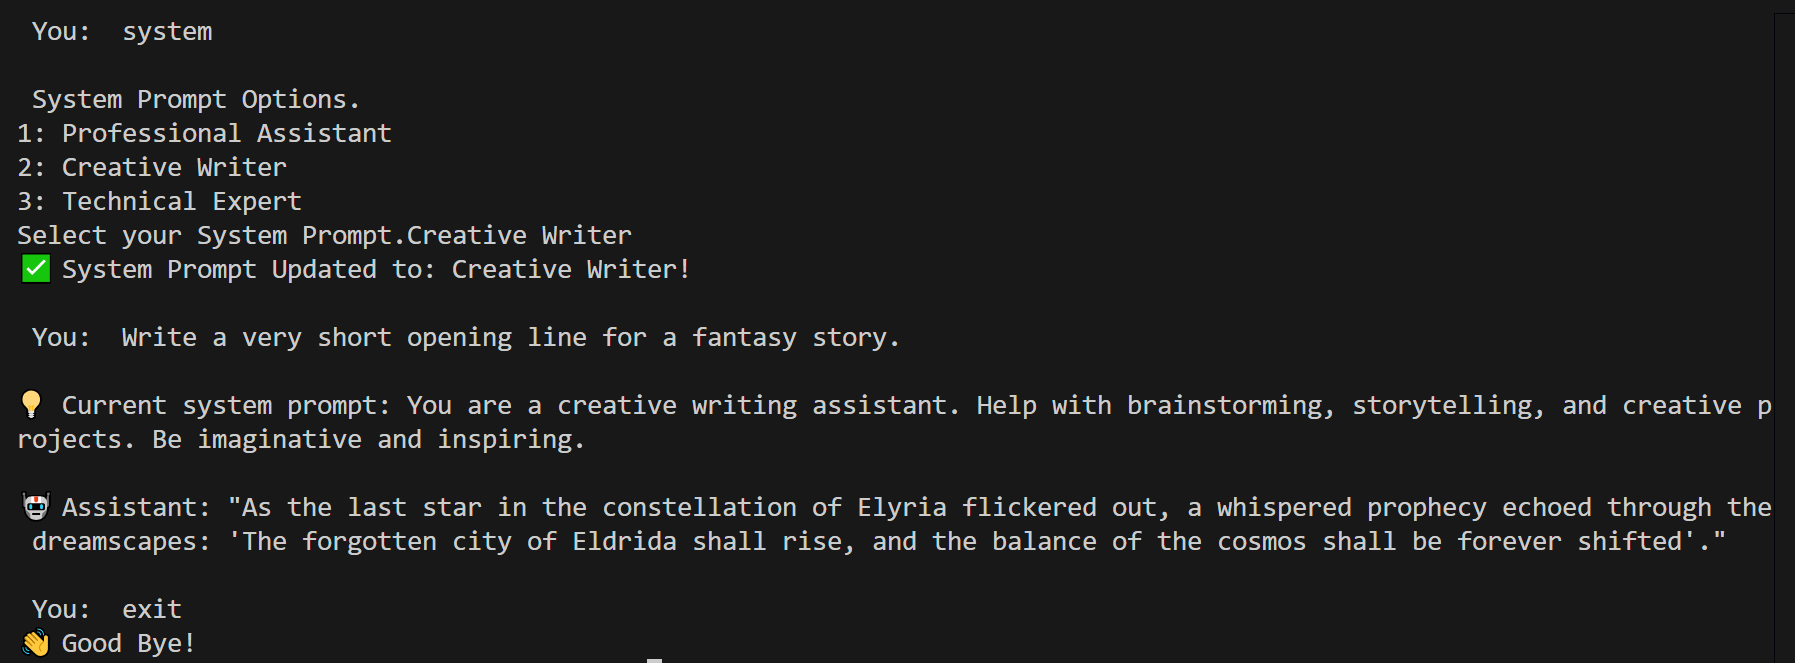 You:  system
System Prompt Options.
1: Professional Assistant
2: Creative Writer
3: Technical Expert
Select your System Prompt.Creative Writer
✅ System Prompt Updated to: Creative Writer!
You:  Write a very short opening line for a fantasy story.
💡 Current system prompt: You are a creative writing assistant. Help with brainstorming, storytelling, and creative p
rojects. Be imaginative and inspiring.
🤖 Assistant: "As the last star in the constellation of Elyria flickered out, a whispered prophecy echoed through the
dreamscapes: 'The forgotten city of Eldrida shall rise, and the balance of the cosmos shall be forever shifted'."
You:  exit
👋 Good Bye!